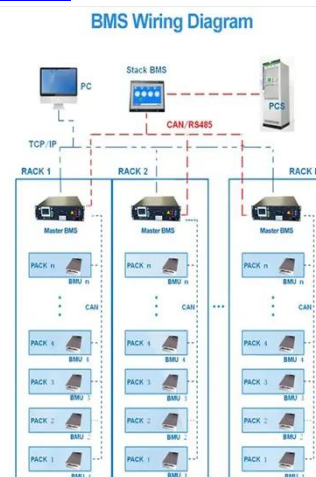 BMS Wiring Diagram
Stack BMS
PC
PCS
CAN/RS485
TCP/IP
RACK 1
RACK 2
RACK
Master BMS
Master BMS
Master BMS
PACK n
BMU n
PACK n
BMU n
PACK n
BMU n
CAN
CAN
CAN
PACK 4
BMU 4
PACK 4
BMU 4
PACK 4
BMU 4
PACK 3
BMU 3
PACK 3
BMU 3
PACK 3
BMU 3
PACK 2
BMU 2
PACK 2
BMU 2
PACK 2
BMU 2
PACK 1
PACK 1
PACK 1